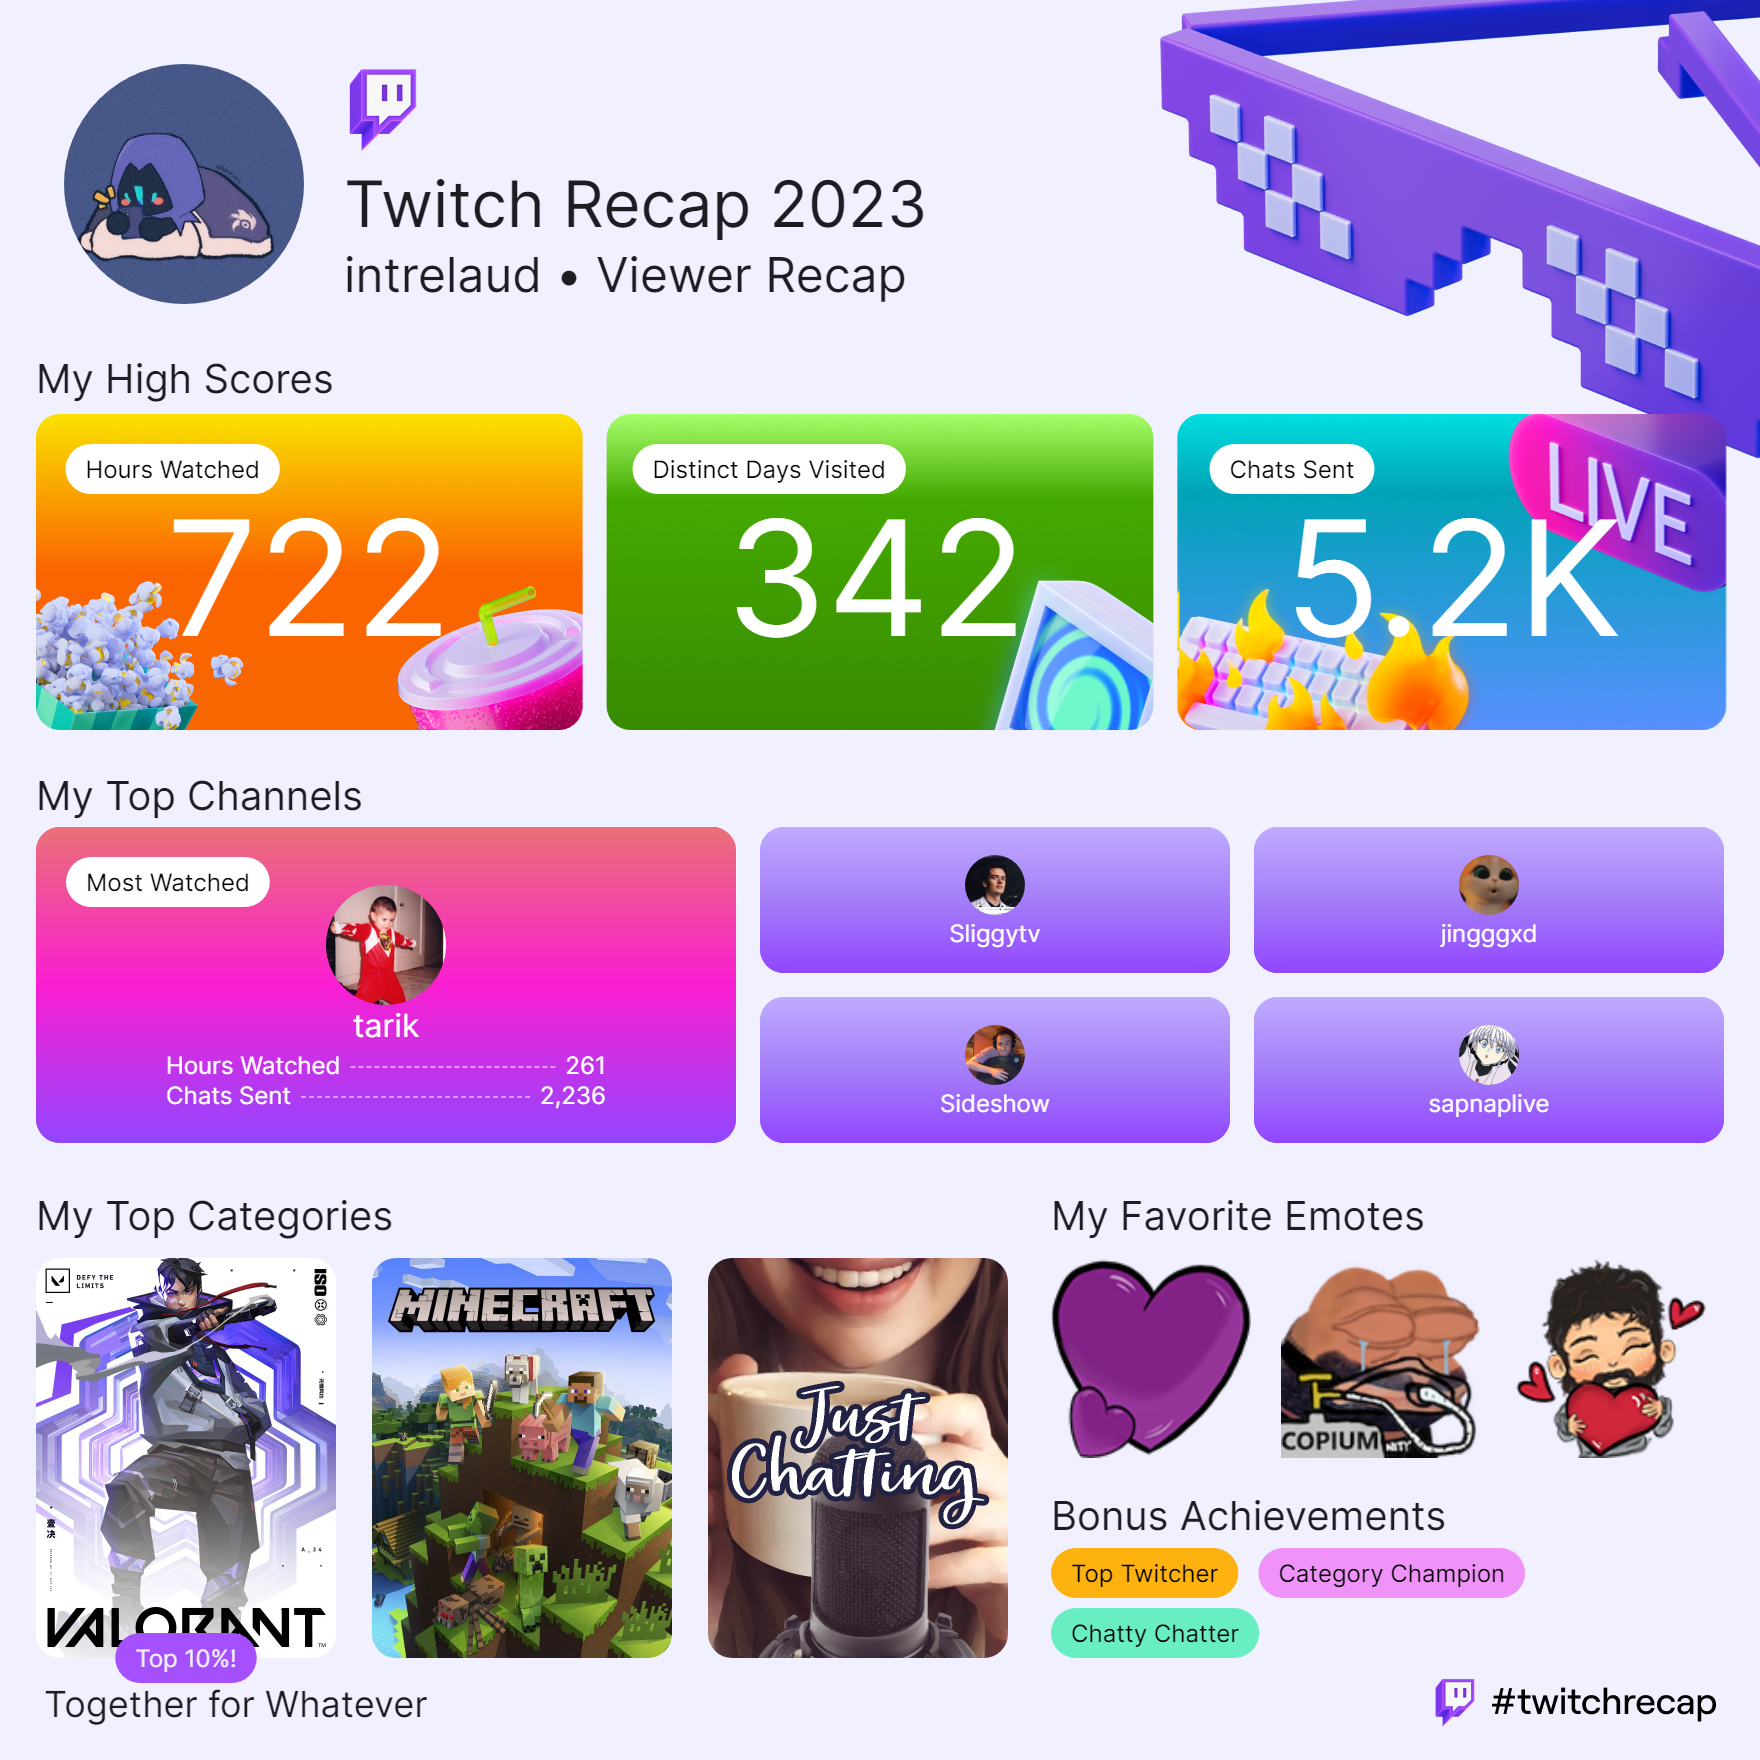 Twitch Recap 2023
intrelaud • Viewer Recap
My High Scores
Hours Watched
722
Distinct Days Visited
342
Chats Sent
5.2K
LIVE
My Top Channels
Most Watched
tarik
Hours Watched 261
Chats Sent 2,236
Sliggytv
jingggxd
Sideshow
sapnaplive
My Top Categories
DEFY THE
LIMITS
ISO
A_24
VALORANT
Top 10%!
MINECRAFT
Just
Chatting
My Favorite Emotes
COPIUM
Bonus Achievements
Top Twitcher
Category Champion
Chatty Chatter
Together for Whatever
#twitchrecap